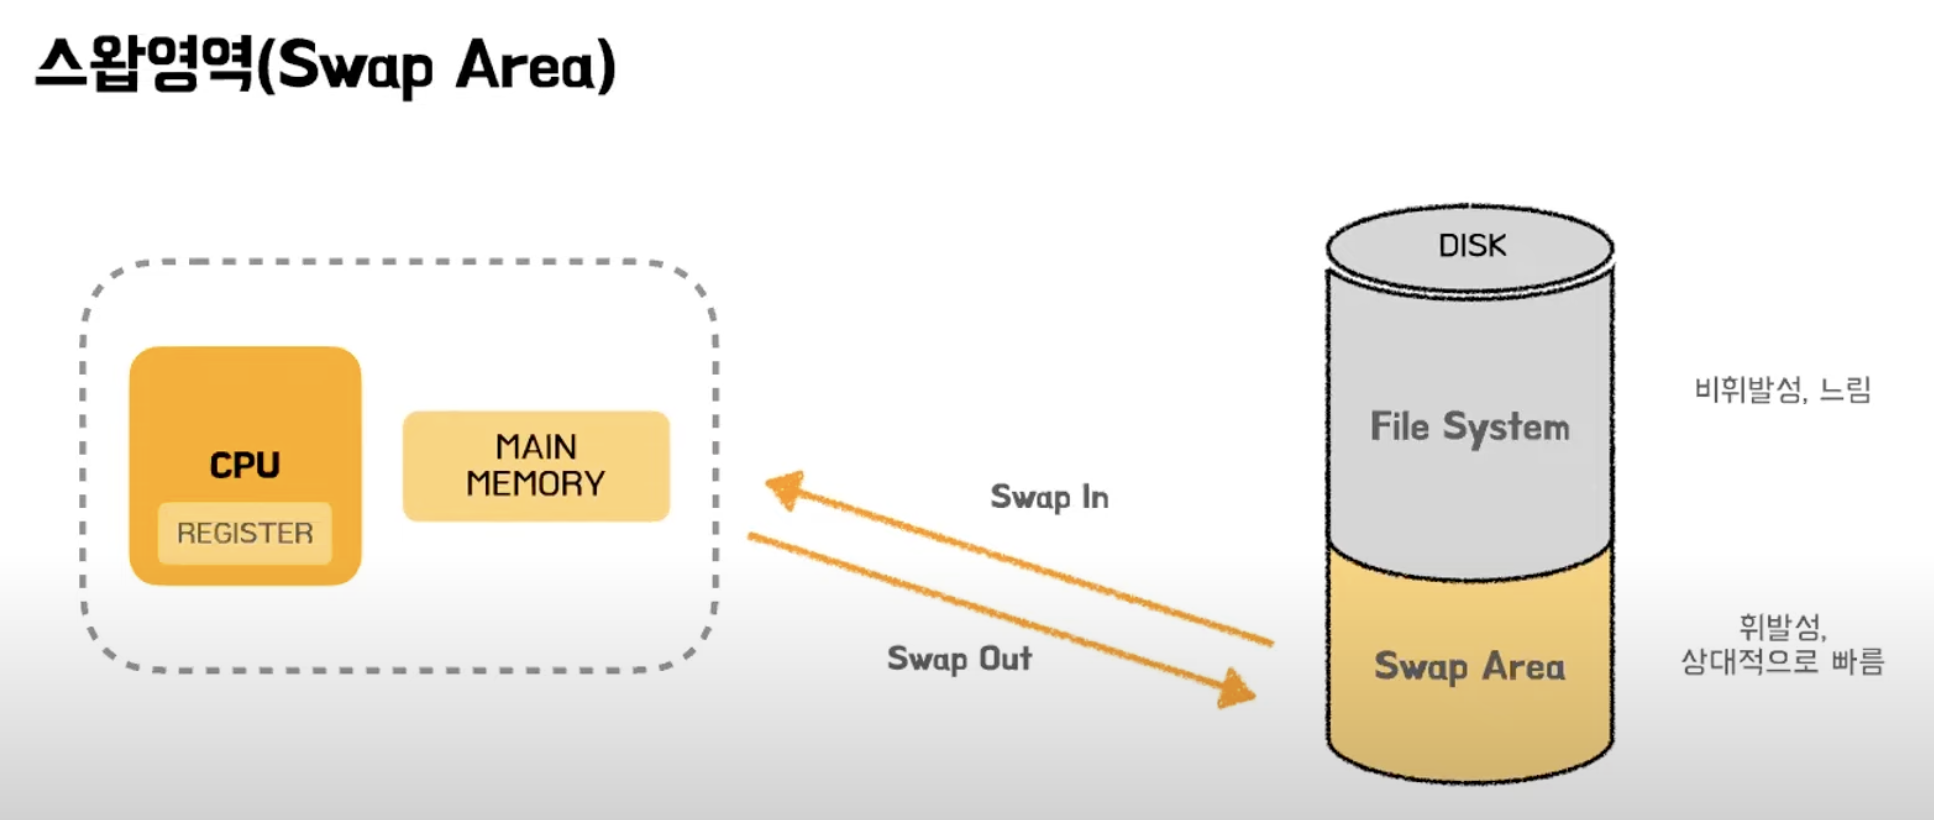 스왑영역(Swap Area)
DISK
비휘발성, 느림
File System
MAIN
MEMORY
CPU
REGISTER
Swap In
Swap Out
휘발성,
상대적으로 빠름
Swap Area